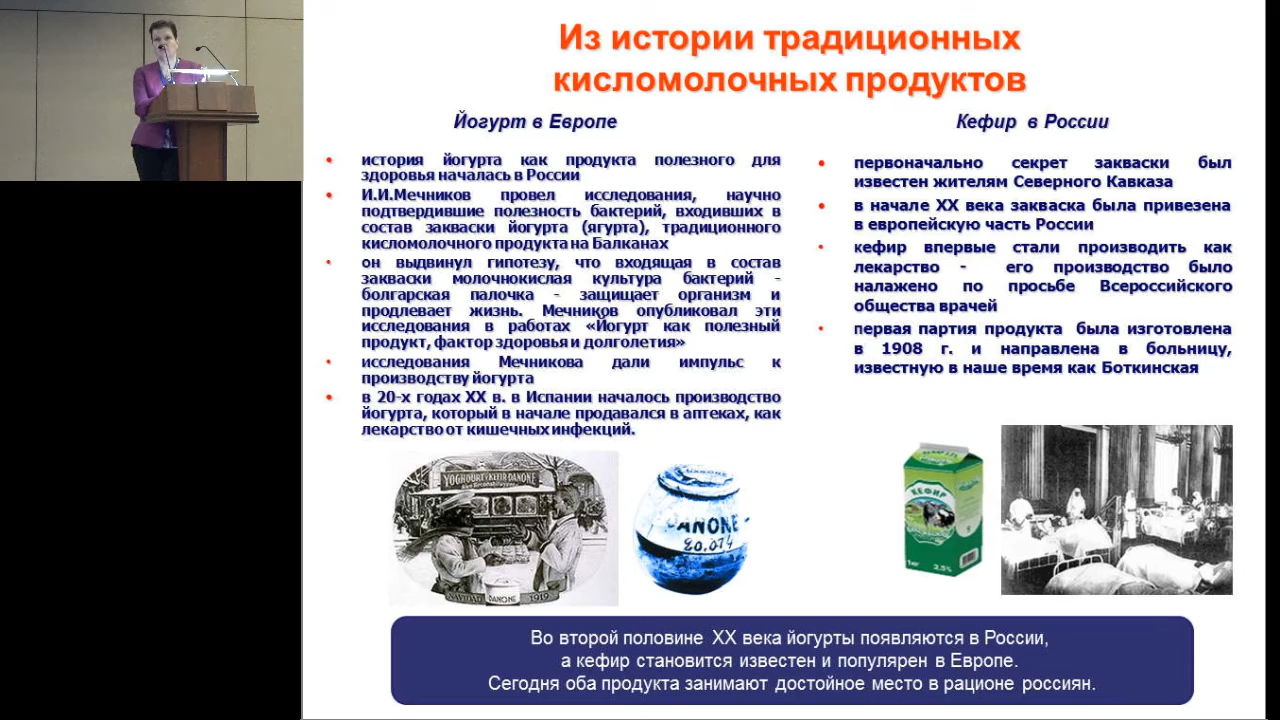 Из истории традиционных
кисломолочных продуктов
Йогурт в Европе
• история йогурта как продукта полезного для
здоровья началась в России
• И.И.Мечников провел исследования, научно
подтвердившие полезность бактерий, входивших в
состав закваски йогурта (ягурта), традиционного
кисломолочного продукта на Балканах
• он выдвинул гипотезу, что входящая в состав
закваски молочнокислая культура бактерий -
болгарская палочка - защищает организм и
продлевает жизнь. Мечников опубликовал эти
исследования в работах «Йогурт как полезный
продукт, фактор здоровья и долголетия»
• исследования Мечникова дали импульс к
производству йогурта
• в 20-х годах XX в. в Испании началось производство
йогурта, который в начале продавался в аптеках, как
лекарство от кишечных инфекций.
Кефир в России
• первоначально секрет закваски был
известен жителям Северного Кавказа
• в начале XX века закваска была привезена
в европейскую часть России
• кефир впервые стали производить как
лекарство - его производство было
налажено по просьбе Всероссийского
общества врачей
• первая партия продукта была изготовлена
в 1908 г. и направлена в больницу,
известную в наше время как Боткинская
YOGHOURT y KEFIR DANONE
NAVIDAD DANONE 1919
DANONE
DANONE
20.074
КЕФИР
1кг 2,5%
Во второй половине XX века йогурты появляются в России,
а кефир становится известен и популярен в Европе.
Сегодня оба продукта занимают достойное место в рационе россиян.